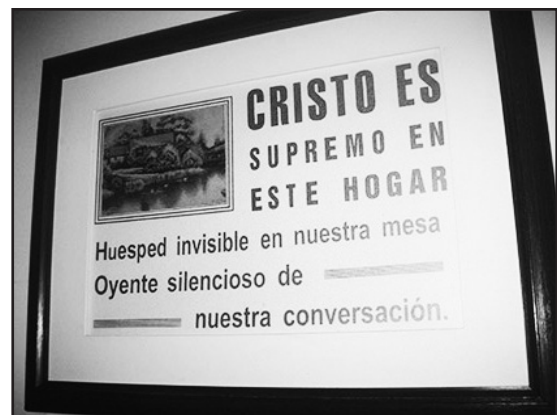 CRISTO ES
SUPREMO EN
ESTE HOGAR
Huesped invisible en nuestra mesa
Oyente silencioso de
nuestra conversación.